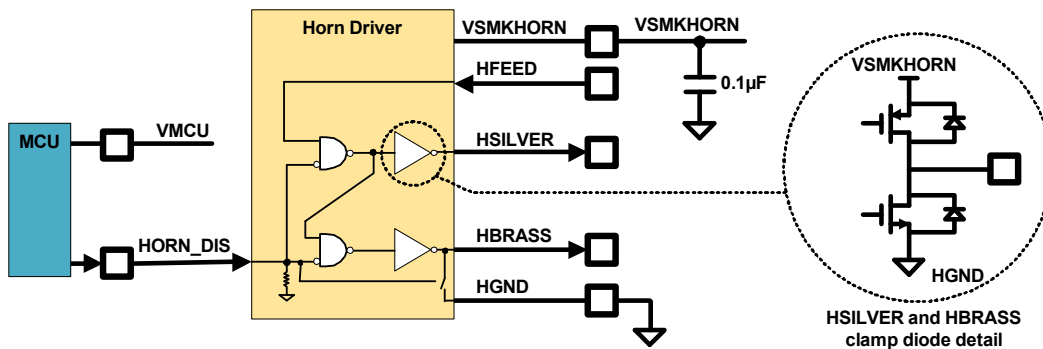 Horn Driver
VSMKHORN
VSMKHORN
HFEED
0.1µF
VSMKHORN
MCU
VMCU
HSILVER
HORN_DIS
HBRASS
HGND
HGND
HSILVER and HBRASS
clamp diode detail